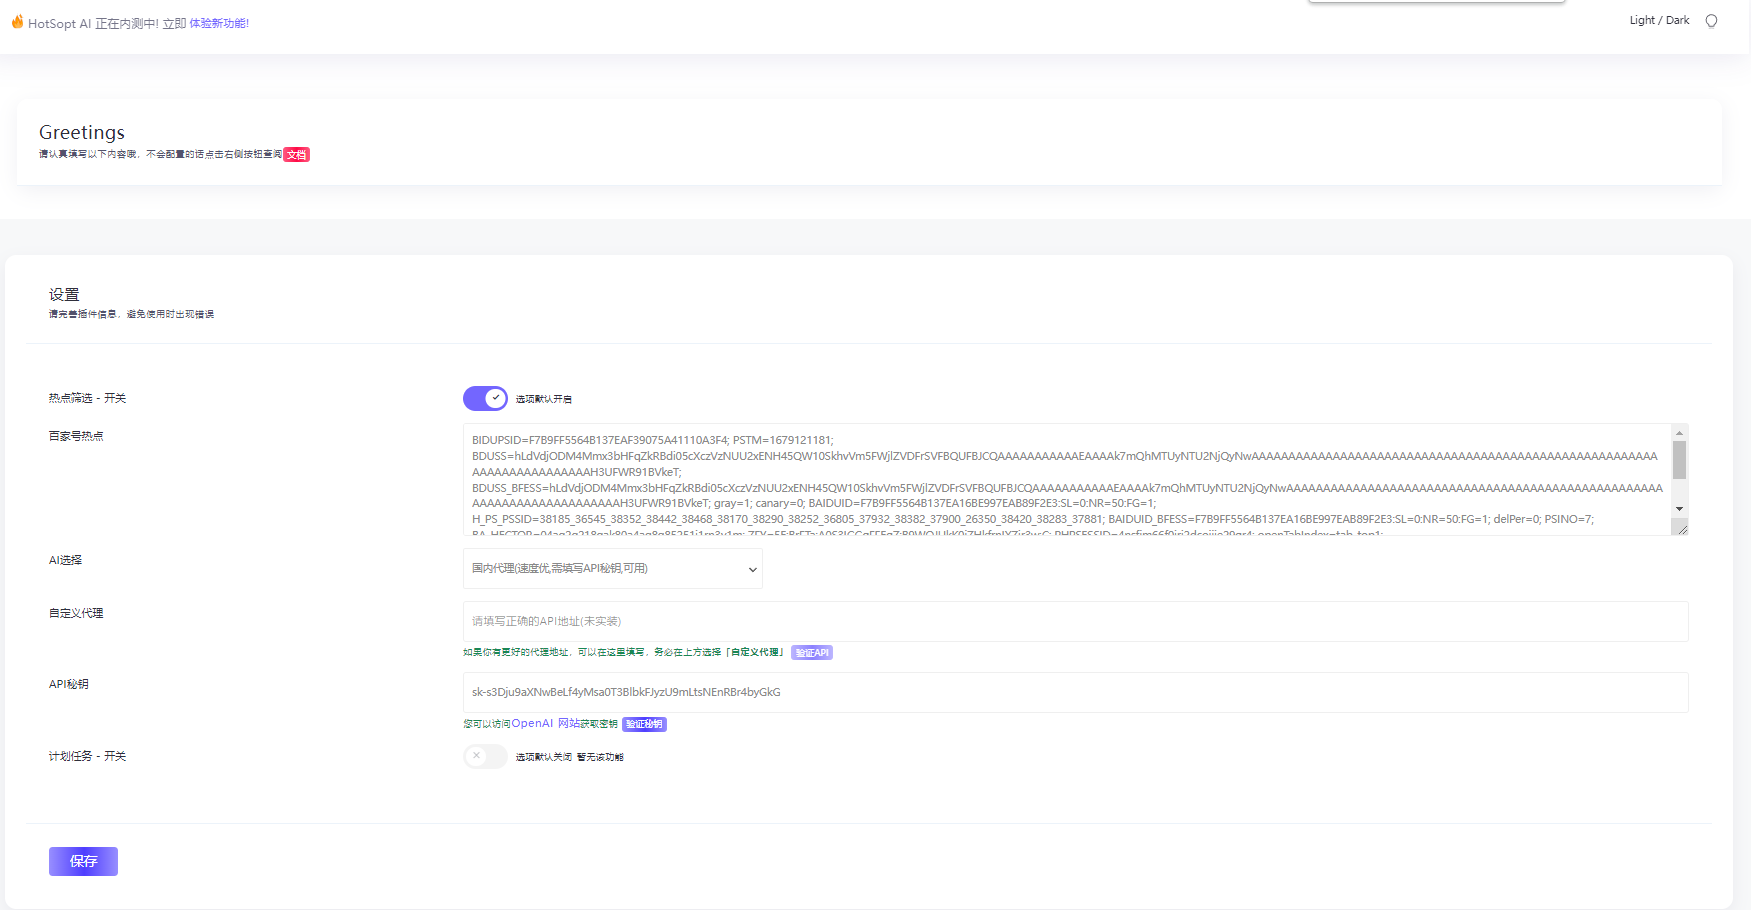 HotSopt AI 正在内测中! 立即 体验新功能!
Light / Dark
Greetings
请认真填写以下内容哦，不会配置的话点击右侧按钮查阅 文档
设置
请完善插件信息，避免使用时出现错误
热点筛选 - 开关
选项默认开启
百家号热点
BIDUPSID=F7B9FF5564B137EAF39075A41110A3F4; PSTM=1679121181;
gray=1; canary=0; BAIDUID=F7B9FF5564B137EA16BE997EAB89F2E3:SL=0:NR=50:FG=1;
H_PS_PSSID=38185_36545_38352_38442_38468_38170_38290_38252_36805_37932_38382_37900_26350_38420_38283_37881; BAIDUID_BFESS=F7B9FF5564B137EA16BE997EAB89F2E3:SL=0:NR=50:FG=1; delPer=0; PSINO=7;
AI选择
国内代理(速度优,需填写API秘钥,可用)
自定义代理
请填写正确的API地址(未实装)
如果你有更好的代理地址，可以在这里填写，务必在上方选择「自定义代理」 验证API
API秘钥
您可以访问OpenAI 网站获取密钥 验证秘钥
计划任务 - 开关
选项默认关闭 暂无该功能
保存